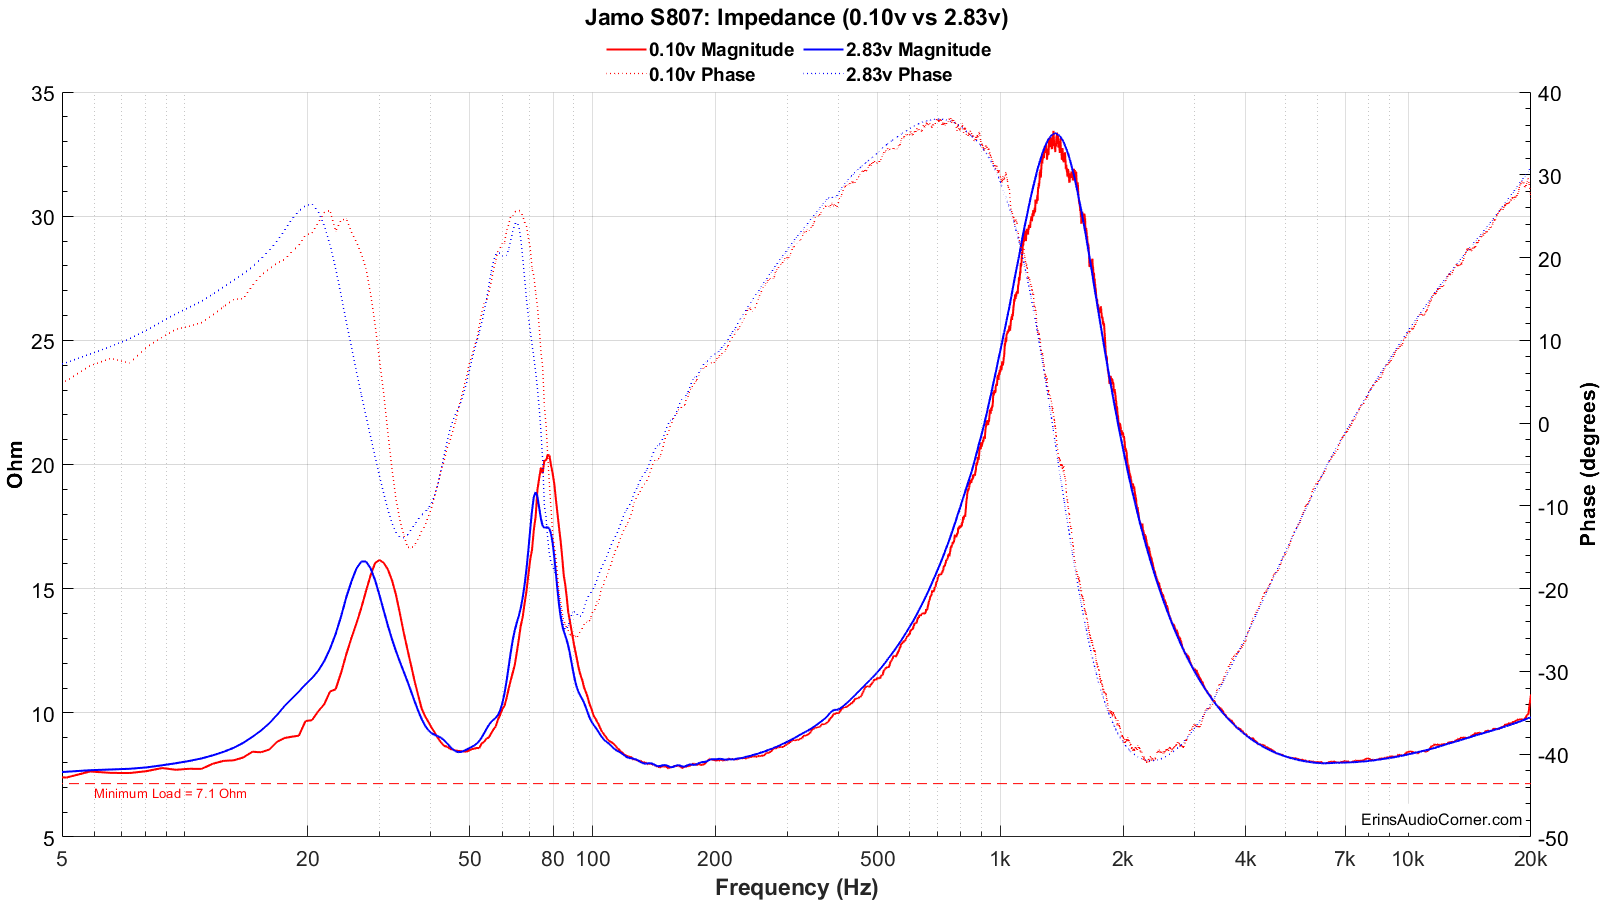 Jamo S807: Impedance (0.10v vs 2.83v)
0.10v Magnitude 2.83v Magnitude
0.10v Phase 2.83v Phase
35
30
25
20
15
10
5
Ohm
40
30
20
10
0
-10
-20
-30
-40
-50
Phase (degrees)
Minimum Load = 7.1 Ohm
ErinsAudioCorner.com
5 20 50 80 100 200 500 1k 2k 4k 7k 10k 20k
Frequency (Hz)